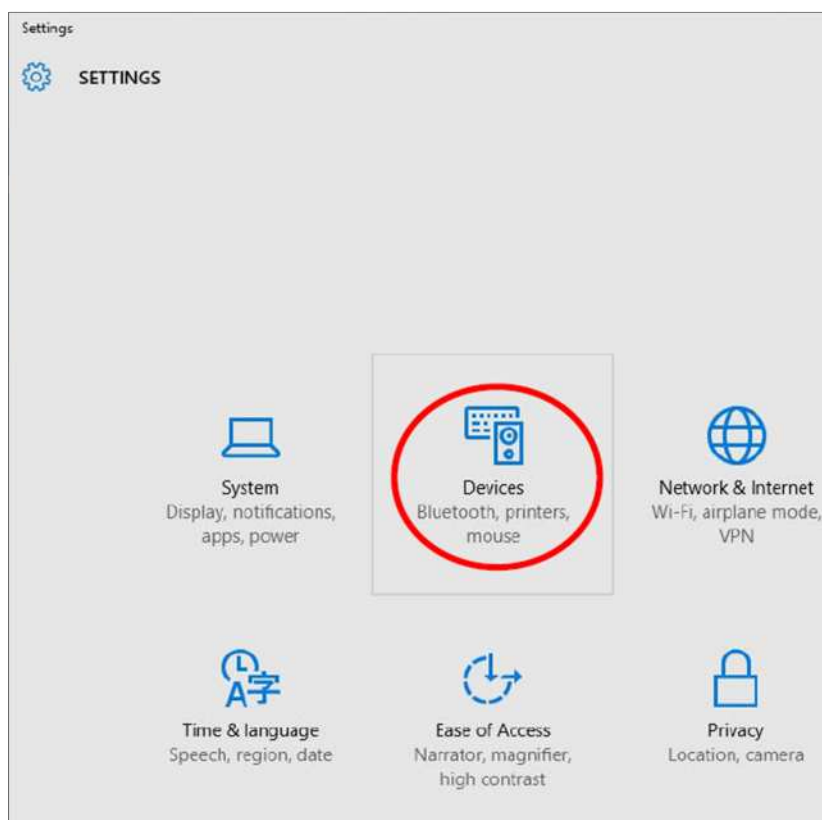 Settings
SETTINGS
System
Display, notifications,
apps, power
Devices
Bluetooth, printers,
mouse
Network & Internet
Wi-Fi, airplane mode,
VPN
Time & language
Speech, region, date
Ease of Access
Narrator, magnifier,
high contrast
Privacy
Location, camera